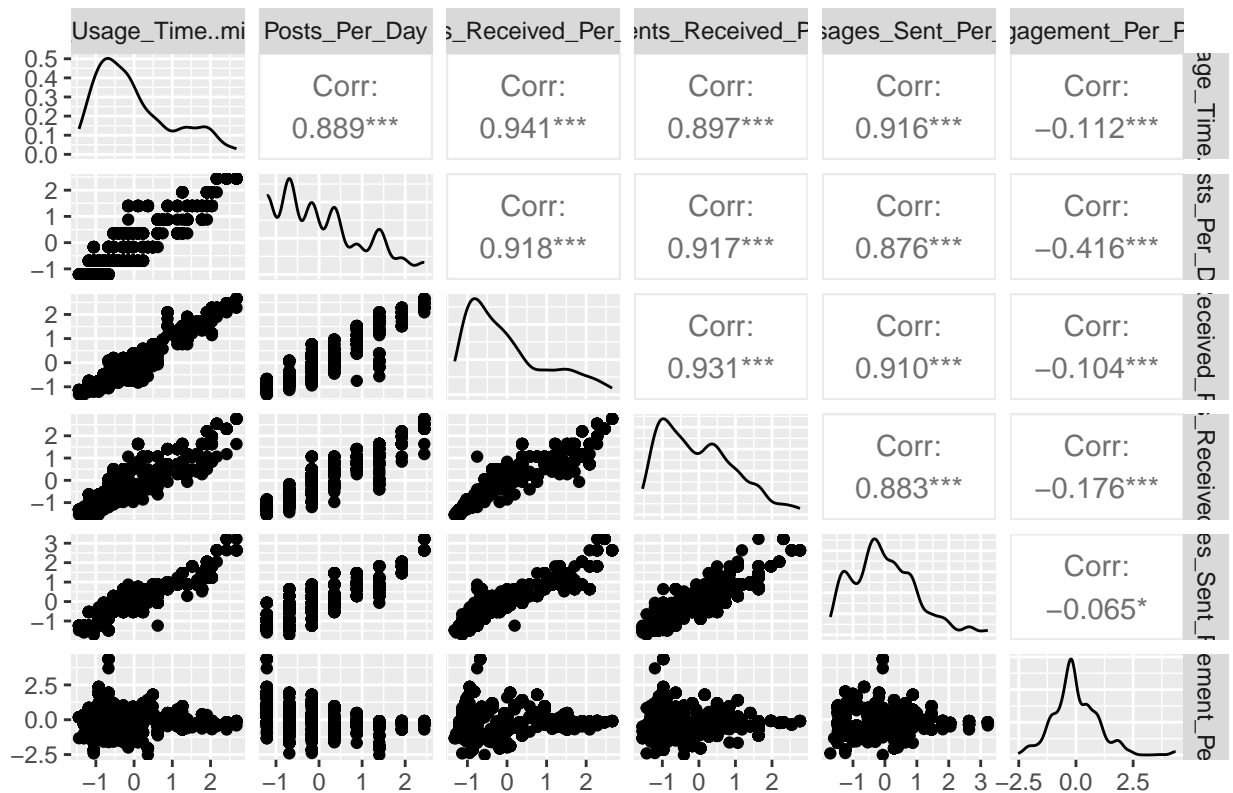 Usage_Time..mi Posts_Per_Day s_Received_Per_ ents_Received_P sages_Sent_Per_ gagement_Per_P
0.5
0.4
0.3
0.2
0.1
0.0
Corr: Corr: Corr: Corr: Corr:
0.889*** 0.941*** 0.897*** 0.916*** −0.112***
age_Time.
2
1
0
−1
Corr: Corr: Corr: Corr:
0.918*** 0.917*** 0.876*** −0.416***
sts_Per_D
2
1
0
−1
Corr: Corr: Corr:
0.931*** 0.910*** −0.104***
eceived_P
2
1
0
−1
Corr: Corr:
0.883*** −0.176***
s_Received
3
2
1
0
−1
Corr:
−0.065*
es_Sent_P
2.5
0.0
−2.5
ement_Pe
−1 0 1 2 −1 0 1 2 −1 0 1 2 −1 0 1 2 −1 0 1 2 3 −2.5 0.0 2.5